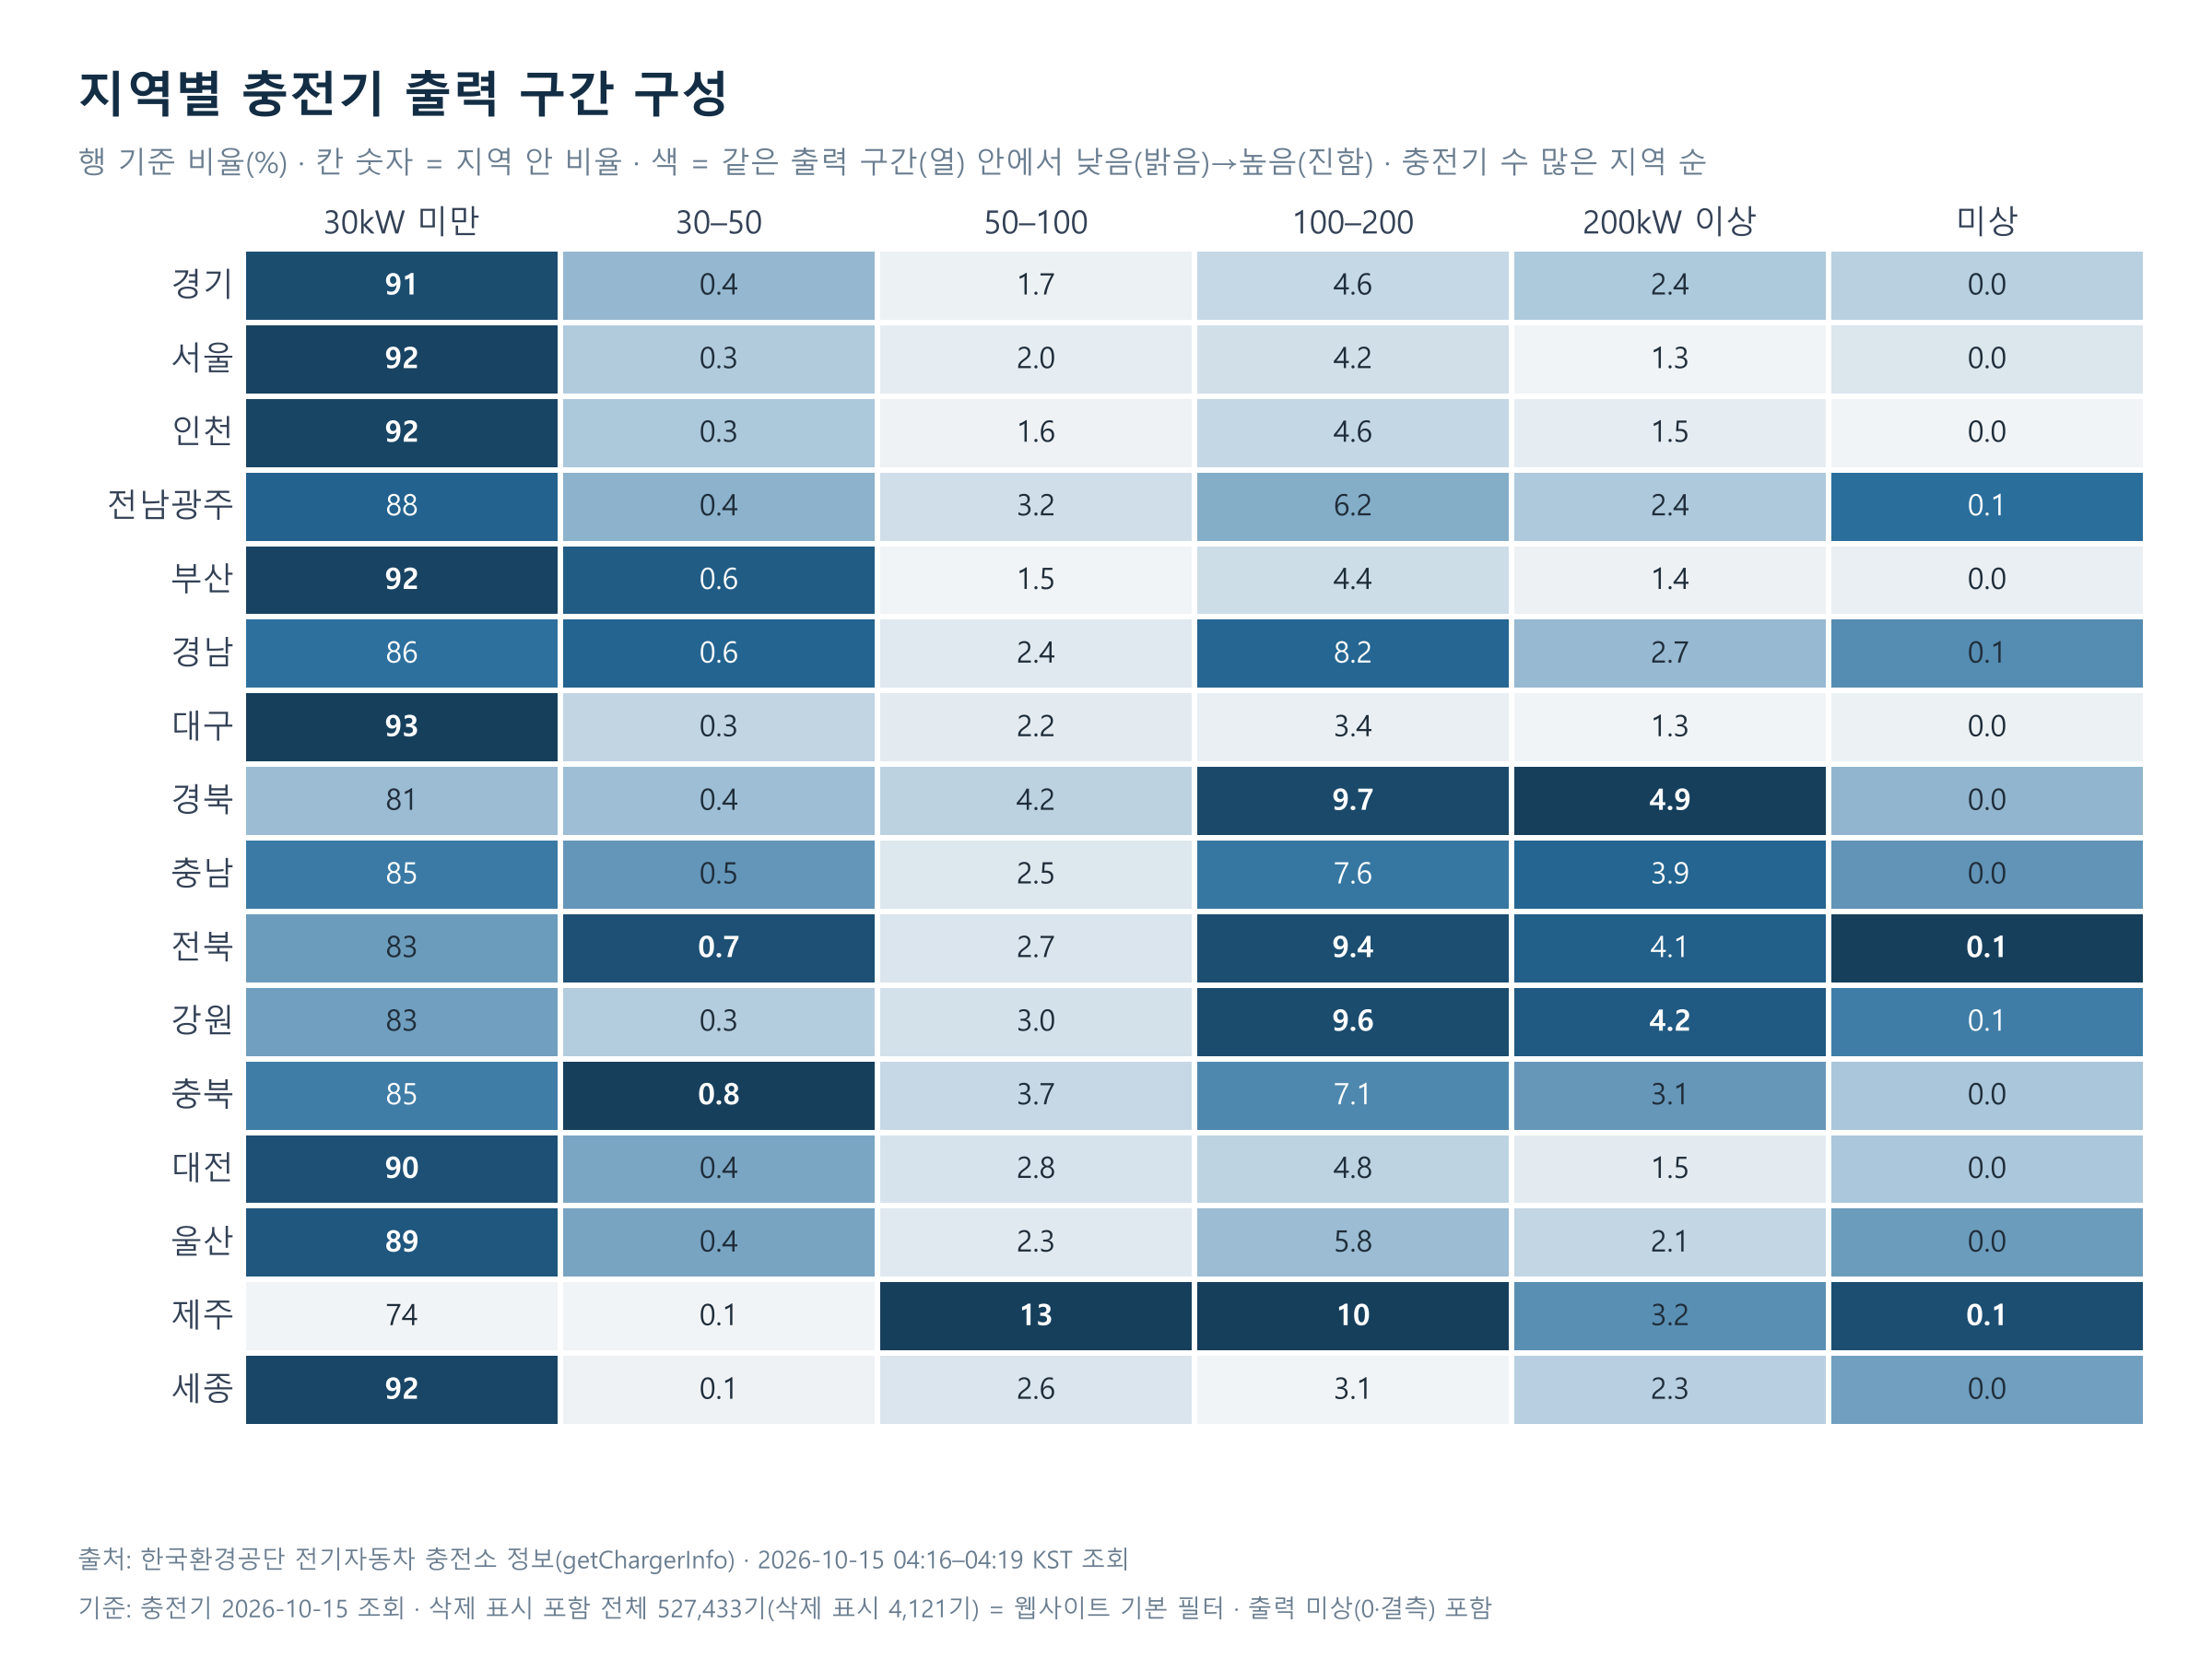 지역별 충전기 출력 구간 구성
행 기준 비율(%) · 칸 숫자 = 지역 안 비율 · 색 = 같은 출력 구간(열) 안에서 낮음(밝음)→높음(진함) · 충전기 수 많은 지역 순
30kW 미만 30–50 50–100 100–200 200kW 이상 미상
경기 91 0.4 1.7 4.6 2.4 0.0
서울 92 0.3 2.0 4.2 1.3 0.0
인천 92 0.3 1.6 4.6 1.5 0.0
전남광주 88 0.4 3.2 6.2 2.4 0.1
부산 92 0.6 1.5 4.4 1.4 0.0
경남 86 0.6 2.4 8.2 2.7 0.1
대구 93 0.3 2.2 3.4 1.3 0.0
경북 81 0.4 4.2 9.7 4.9 0.0
충남 85 0.5 2.5 7.6 3.9 0.0
전북 83 0.7 2.7 9.4 4.1 0.1
강원 83 0.3 3.0 9.6 4.2 0.1
충북 85 0.8 3.7 7.1 3.1 0.0
대전 90 0.4 2.8 4.8 1.5 0.0
울산 89 0.4 2.3 5.8 2.1 0.0
제주 74 0.1 13 10 3.2 0.1
세종 92 0.1 2.6 3.1 2.3 0.0
출처: 한국환경공단 전기자동차 충전소 정보(getChargerInfo) · 2026-10-15 04:16–04:19 KST 조회
기준: 충전기 2026-10-15 조회 · 삭제 표시 포함 전체 527,433기(삭제 표시 4,121기) = 웹사이트 기본 필터 · 출력 미상(0·결측) 포함